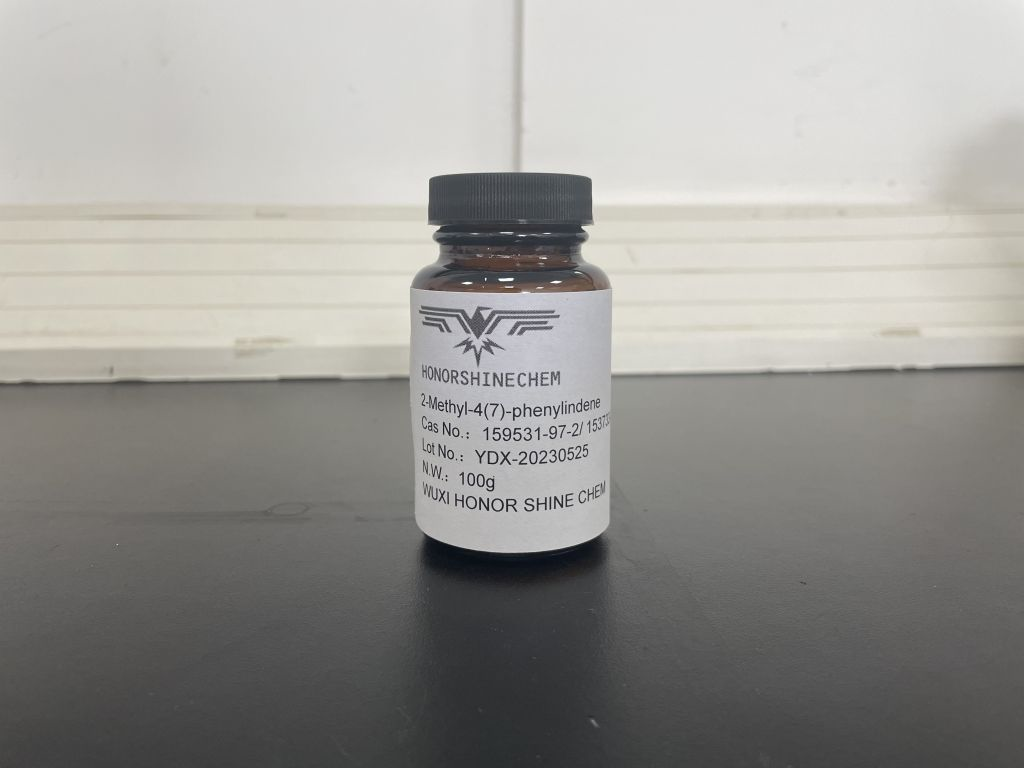 HONORSHINECHEM
2-Methyl-4(7)-phenylindene
Cas No.: 159531-97-2/ 153733
Lot No.: YDX-20230525
N.W.: 100g
WUXI HONOR SHINE CHEM